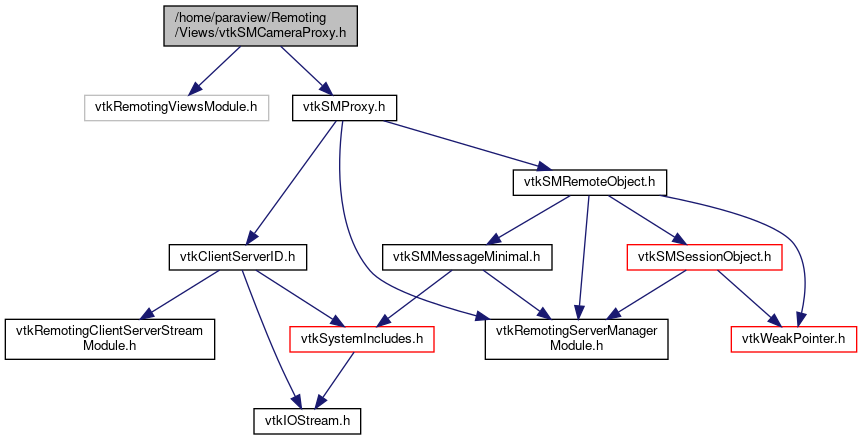 /home/paraview/Remoting
/Views/vtkSMCameraProxy.h
vtkRemotingViewsModule.h
vtkSMProxy.h
vtkSMRemoteObject.h
vtkClientServerID.h
vtkSMMessageMinimal.h
vtkSMSessionObject.h
vtkRemotingClientServerStream
Module.h
vtkSystemIncludes.h
vtkRemotingServerManager
Module.h
vtkWeakPointer.h
vtkIOStream.h